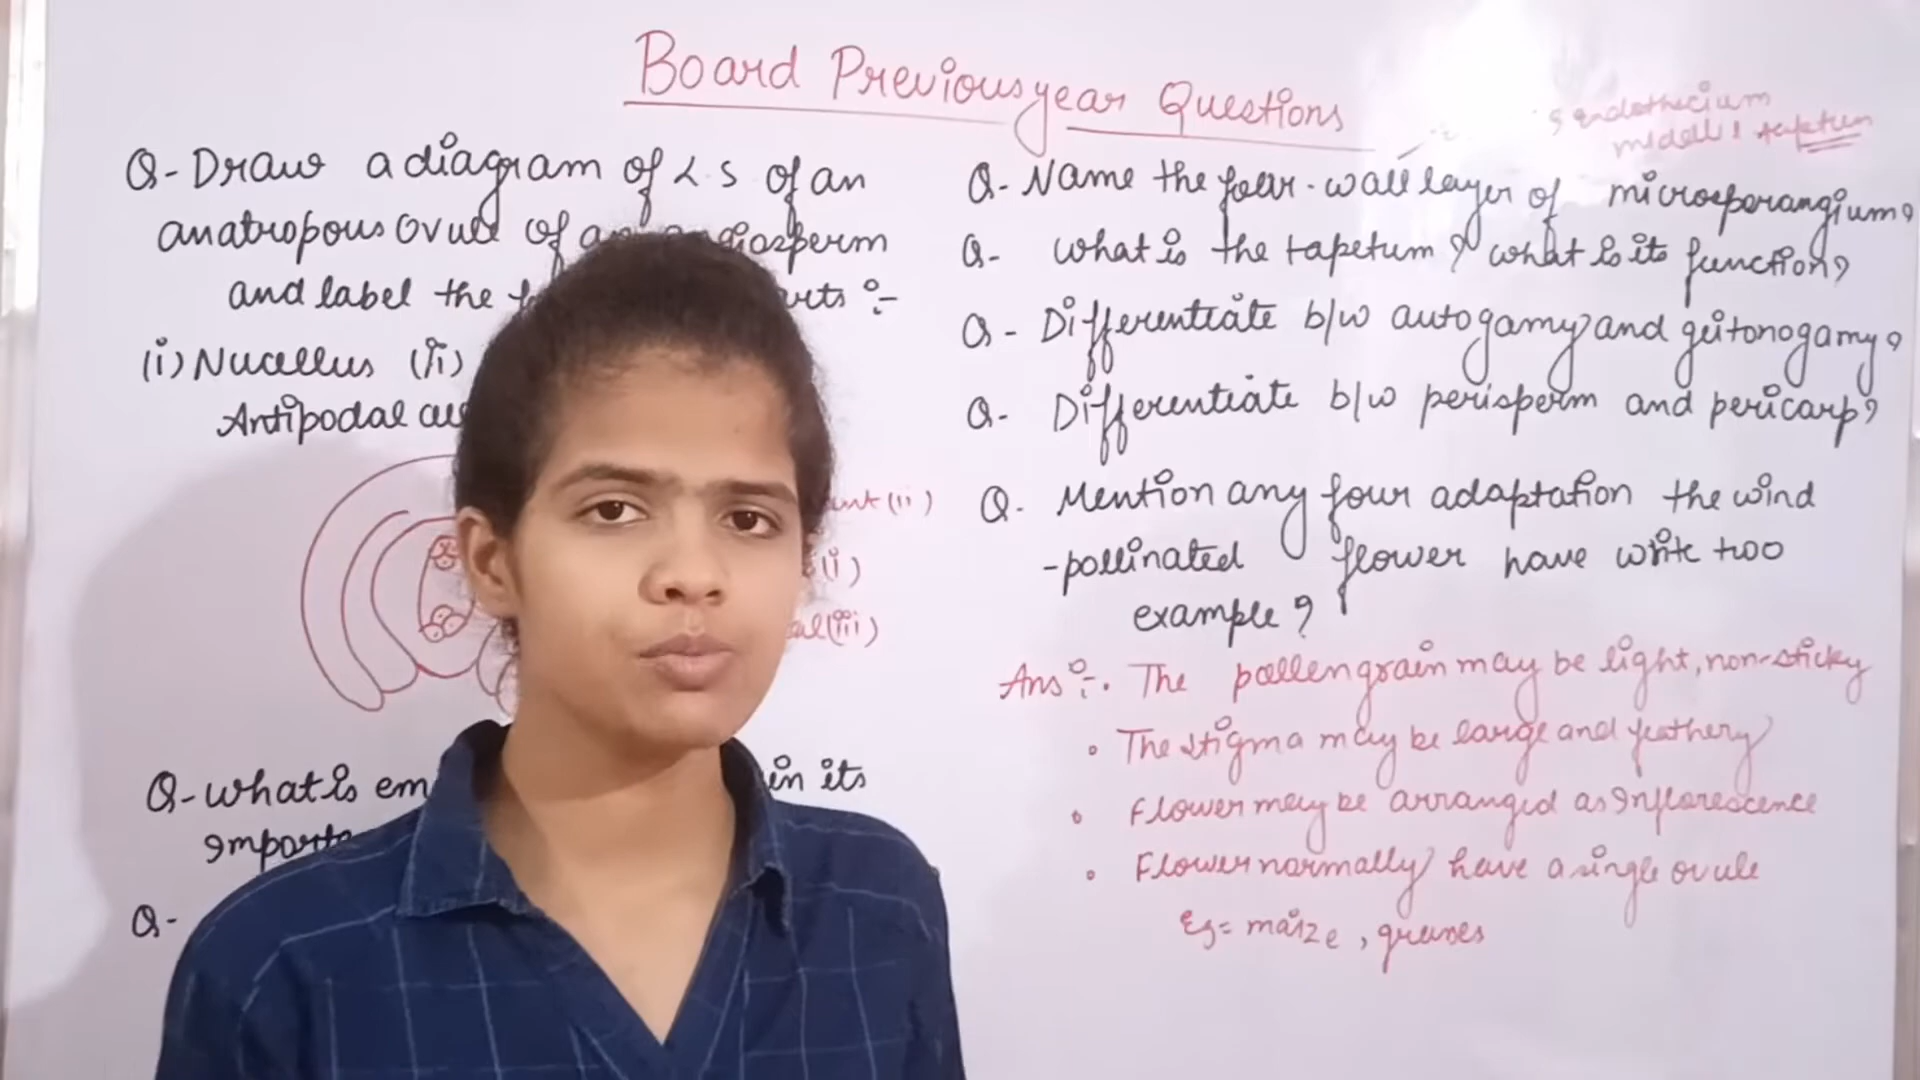 Board Previous year Questions
Q- Draw a diagram of L.S of an
anatropous Ovule of an angiosperm
and label the parts :-
(i) Nucellus (ii)
Antipodal
(ii)
(i)
(iii)
Q- what is in its
Q-
endothecium
middle tapetum
Q- Name the four-wall layer of microsporangium?
Q- what is the tapetum? what is its function?
Q- Differentiate b/w autogamy and geitonogamy?
Q- Differentiate b/w perisperm and pericarp?
Q. Mention any four adaptation the wind
-pollinated flower have write two
example?
Ans :- • The pollengrain may be light, non-sticky
• The stigma may be large and feathery
• Flower may be arranged as Inflorescence
• Flower normally have a single ovule
Eg= maize, grasses